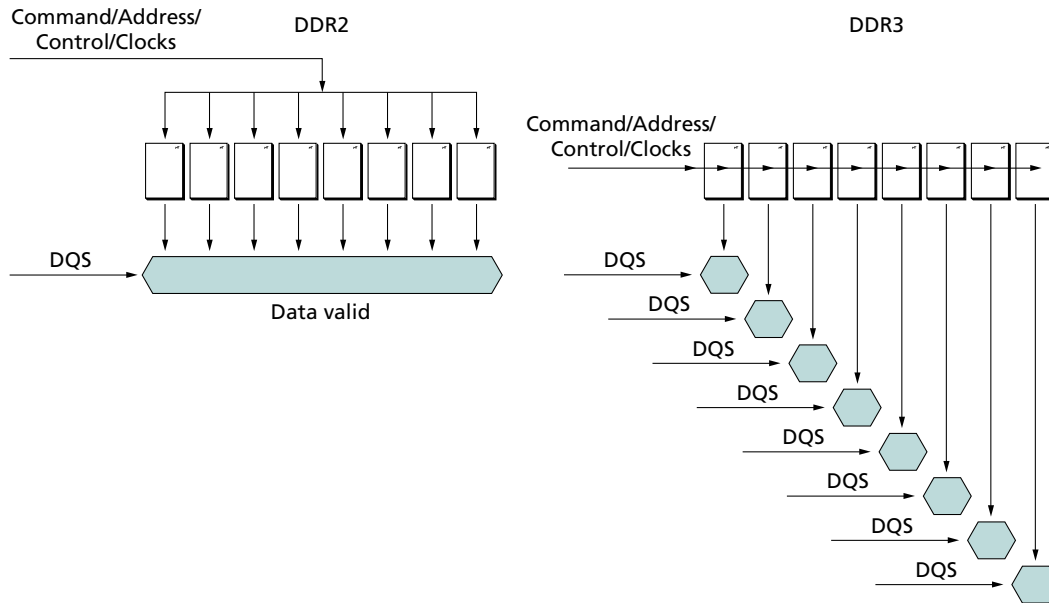 Command/Address/
Control/Clocks
DDR2
DQS
Data valid
DDR3
Command/Address/
Control/Clocks
DQS
DQS
DQS
DQS
DQS
DQS
DQS
DQS